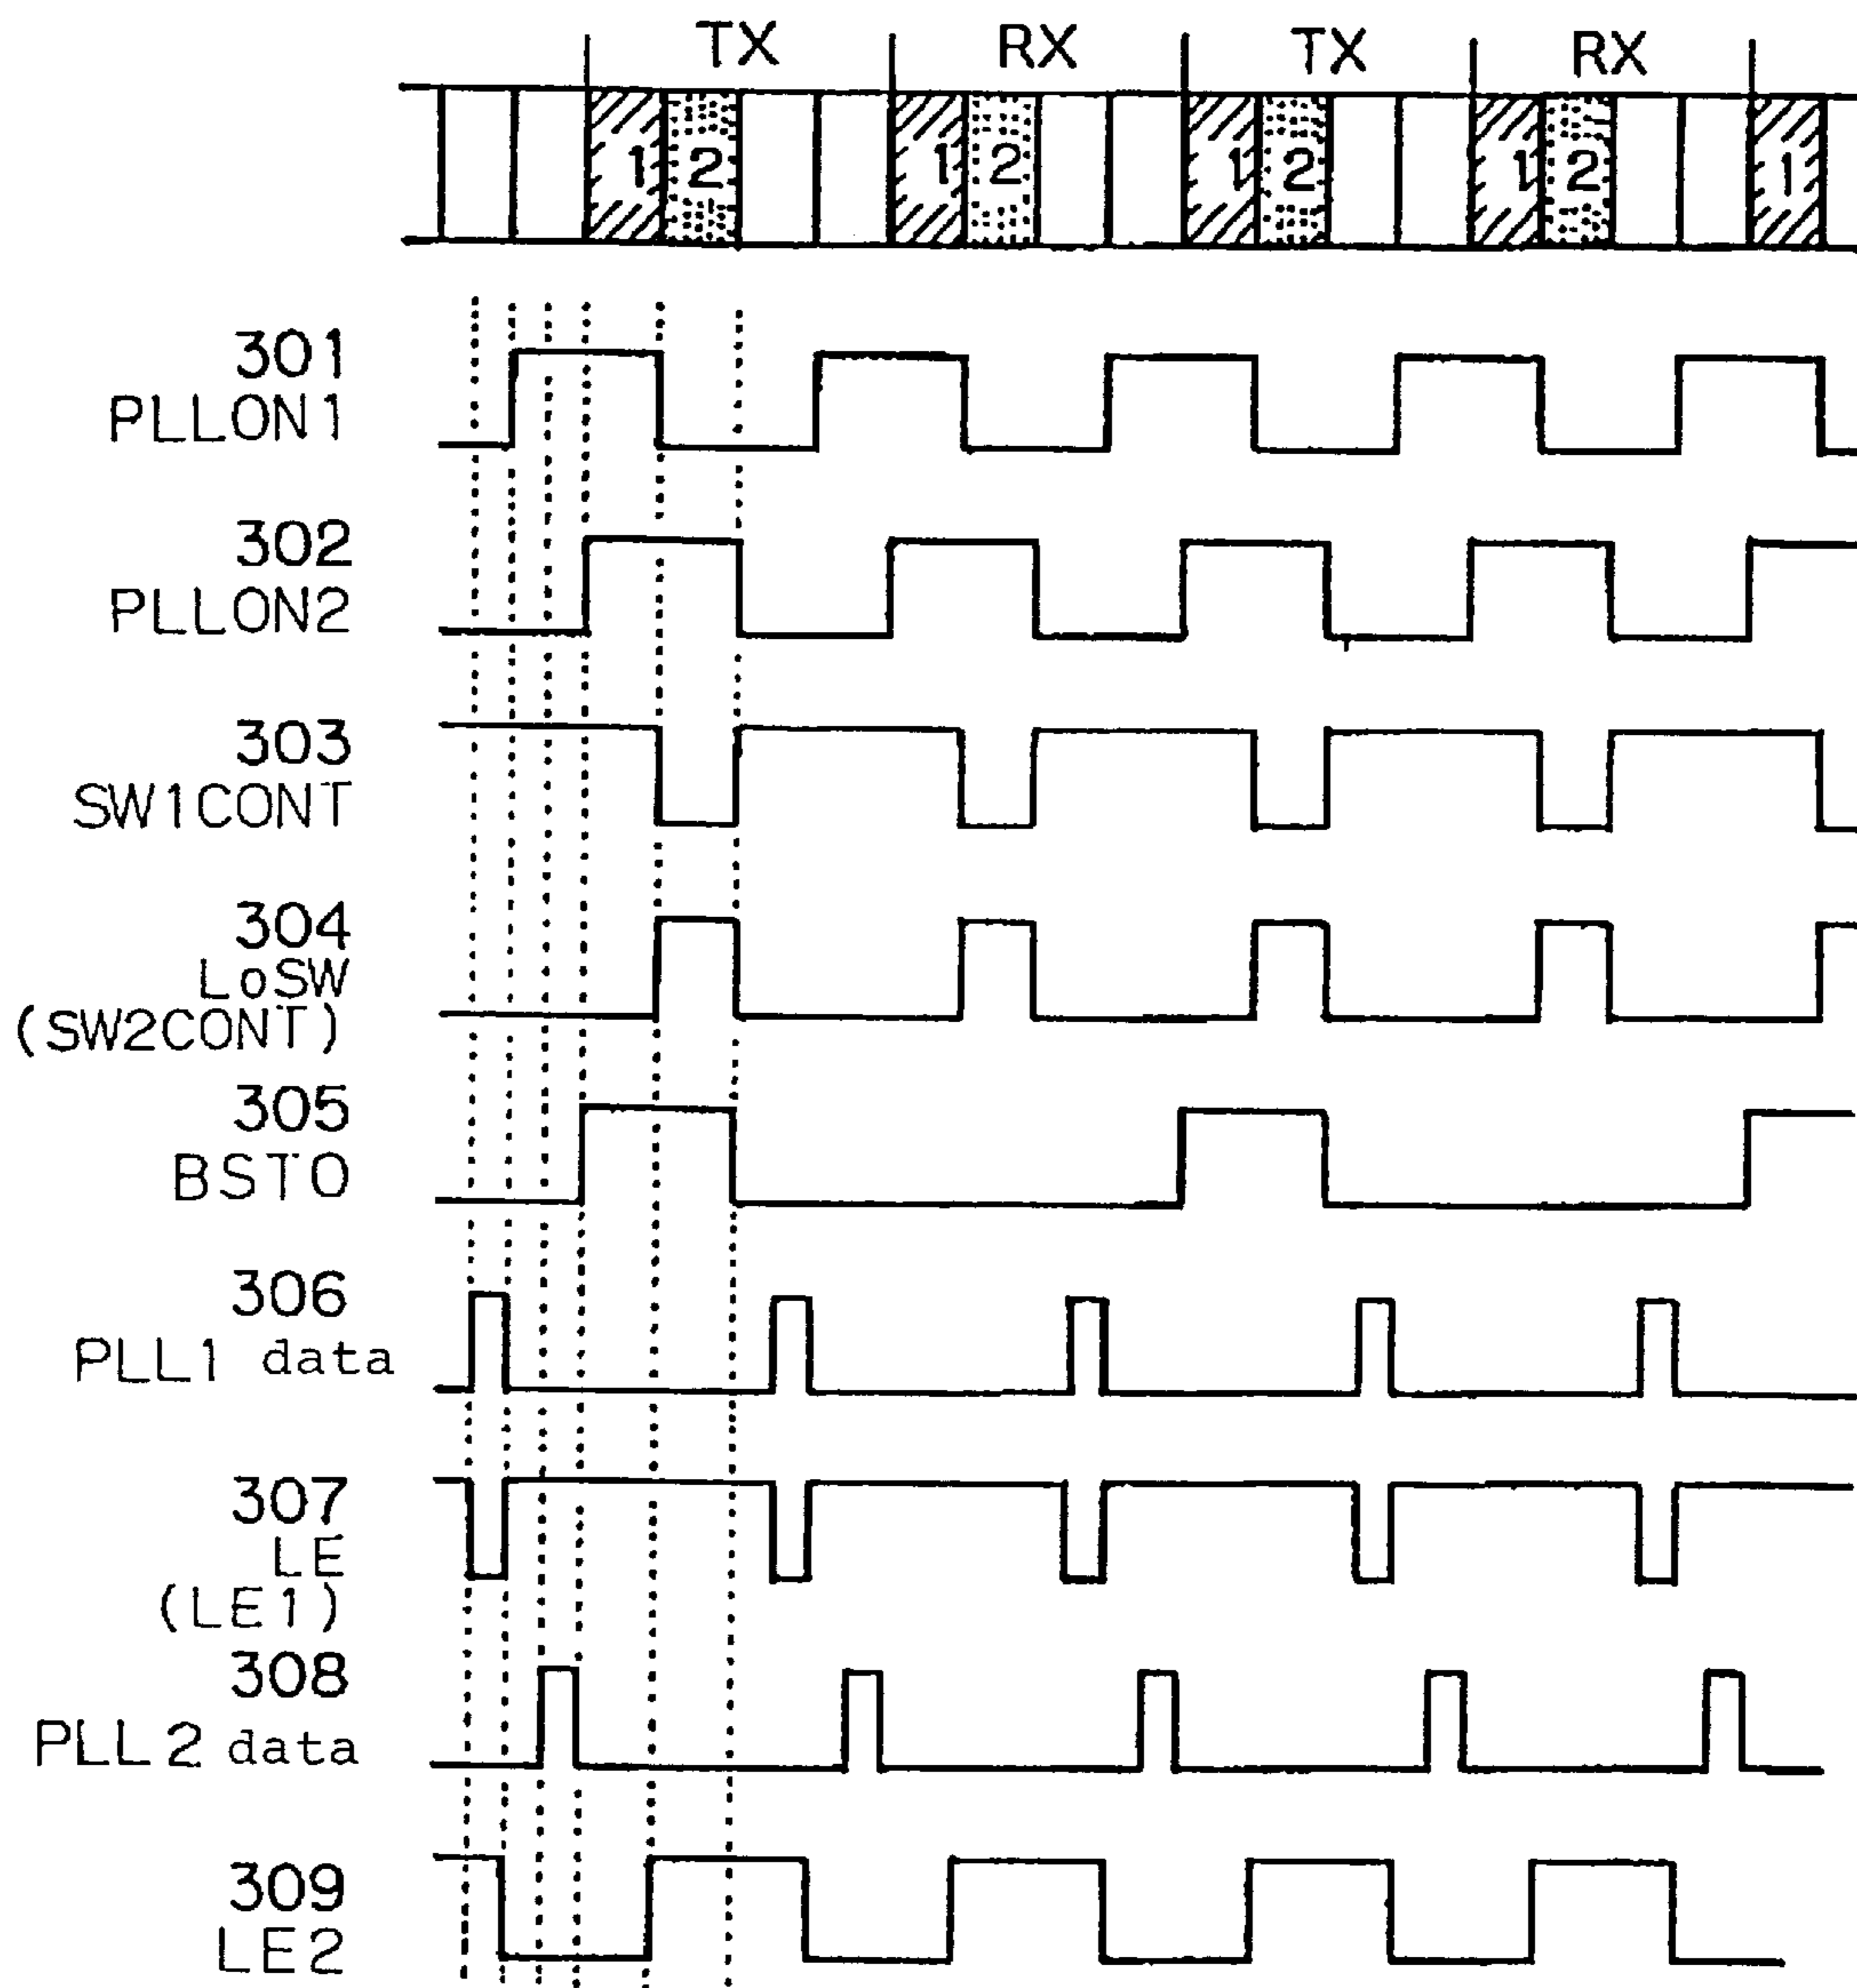 TX RX TX RX
1 2 1 2 1 2 1 2 1
301
PLLON1
302
PLLON2
303
SW1CONT
304
LoSW
(SW2CONT)
305
BSTO
306
PLL1 data
307
LE
(LE1)
308
PLL2 data
309
LE2